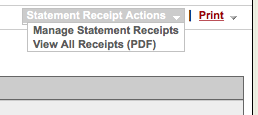 Statement Receipt Actions Print
Manage Statement Receipts
View All Receipts (PDF)